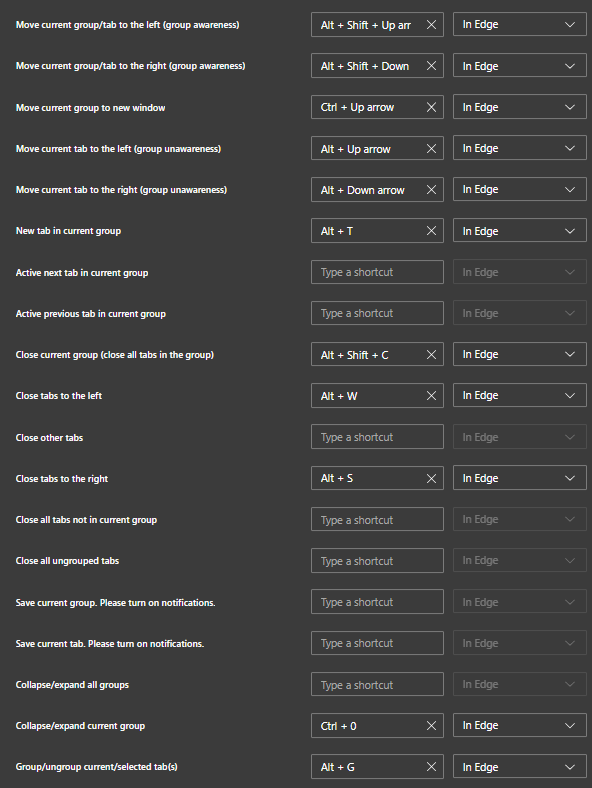 Move current group/tab to the left (group awareness) Alt + Shift + Up arr In Edge
Move current group/tab to the right (group awareness) Alt + Shift + Down In Edge
Move current group to new window Ctrl + Up arrow In Edge
Move current tab to the left (group unawareness) Alt + Up arrow In Edge
Move current tab to the right (group unawareness) Alt + Down arrow In Edge
New tab in current group Alt + T In Edge
Active next tab in current group Type a shortcut In Edge
Active previous tab in current group Type a shortcut In Edge
Close current group (close all tabs in the group) Alt + Shift + C In Edge
Close tabs to the left Alt + W In Edge
Close other tabs Type a shortcut In Edge
Close tabs to the right Alt + S In Edge
Close all tabs not in current group Type a shortcut In Edge
Close all ungrouped tabs Type a shortcut In Edge
Save current group. Please turn on notifications. Type a shortcut In Edge
Save current tab. Please turn on notifications. Type a shortcut In Edge
Collapse/expand all groups Type a shortcut In Edge
Collapse/expand current group Ctrl + 0 In Edge
Group/ungroup current/selected tab(s) Alt + G In Edge